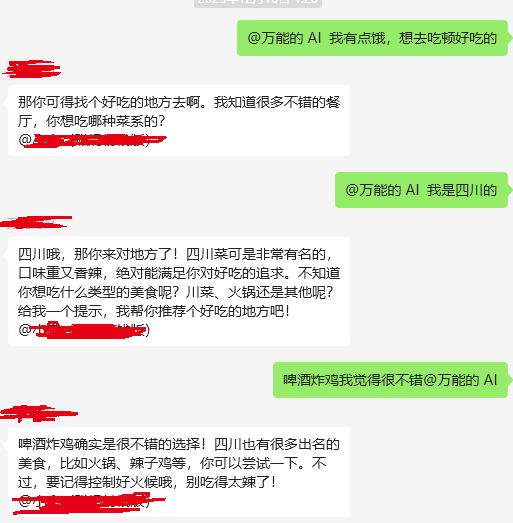 @万能的 AI 我有点饿，想去吃顿好吃的
那你可得找个好吃的地方去啊。我知道很多不错的餐
厅，你想吃哪种菜系的？
@
@万能的 AI 我是四川的
四川哦，那你来对地方了！四川菜可是非常有名的，
口味重又香辣，绝对能满足你对好吃的追求。不知道
你想吃什么类型的美食呢？川菜、火锅还是其他呢？
给我一个提示，我帮你推荐个好吃的地方吧！
@小
啤酒炸鸡我觉得很不错@万能的 AI
啤酒炸鸡确实是很不错的选择！四川也有很多出名的
美食，比如火锅、辣子鸡等，你可以尝试一下。不
过，要记得控制好火候哦，别吃得太辣了！
@